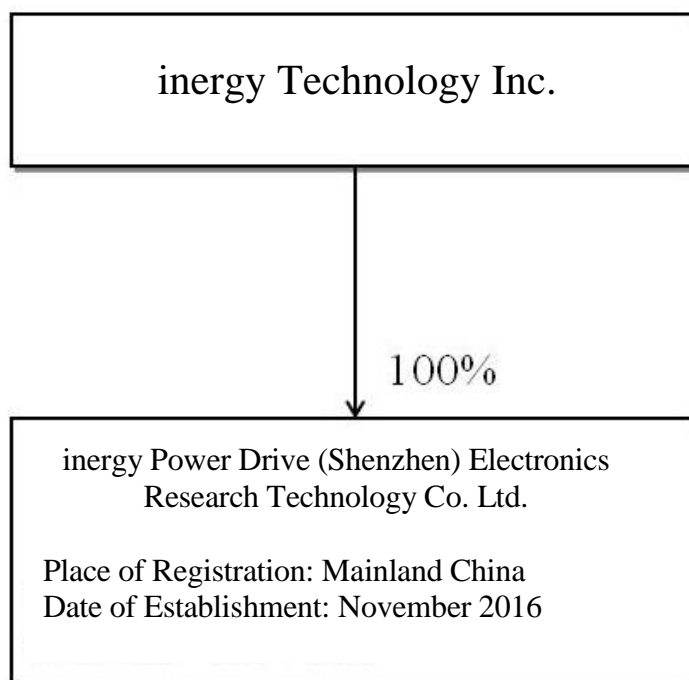 inergy Technology Inc.
100%
inergy Power Drive (Shenzhen) Electronics
Research Technology Co. Ltd.
Place of Registration: Mainland China
Date of Establishment: November 2016